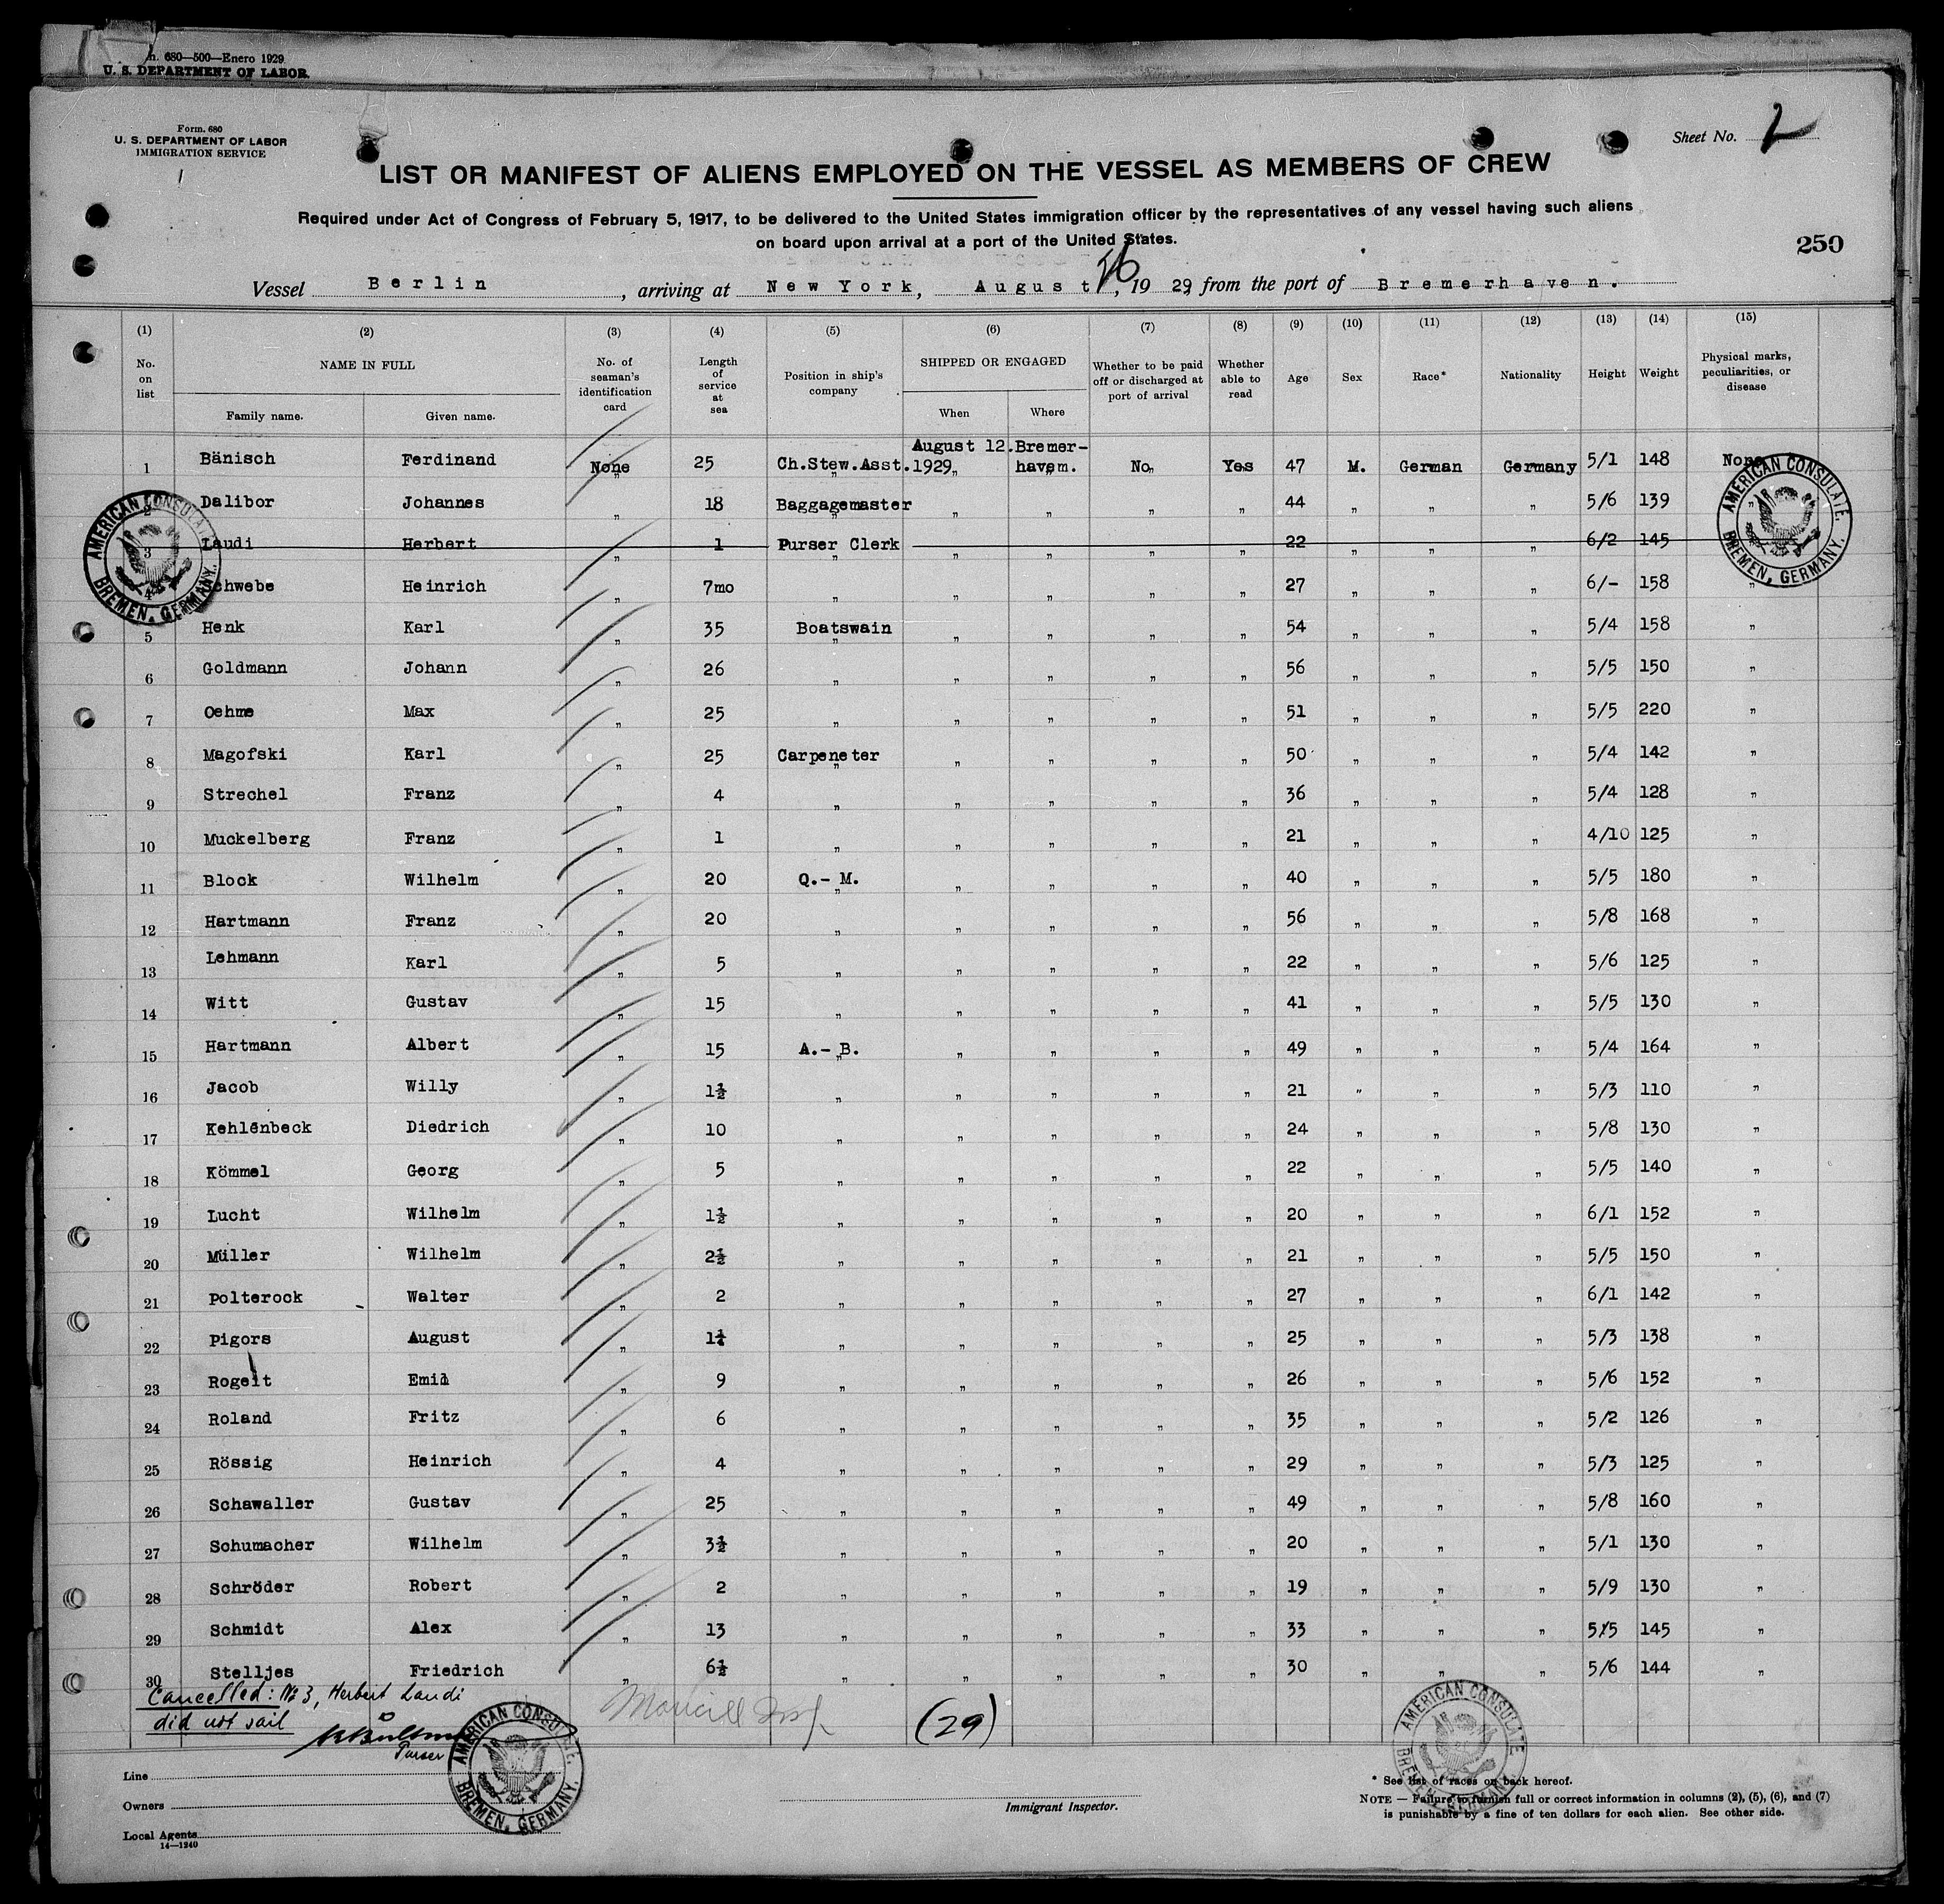 h. 680—500—Enero 1929
U. S. DEPARTMENT OF LABOR
Form. 680
U. S. DEPARTMENT OF LABOR
IMMIGRATION SERVICE
Sheet No. 2
LIST OR MANIFEST OF ALIENS EMPLOYED ON THE VESSEL AS MEMBERS OF CREW
Required under Act of Congress of February 5, 1917, to be delivered to the United States immigration officer by the representatives of any vessel having such aliens
on board upon arrival at a port of the United States.
250
Vessel Berlin, arriving at New York, August 26, 1929, from the port of Bremerhaven.
(1) (2) (3) (4) (5) (6) (7) (8) (9) (10) (11) (12) (13) (14) (15)
No. on list NAME IN FULL Family name. Given name. No. of seaman's identification card Length of service at sea Position in ship's company SHIPPED OR ENGAGED When Where Whether to be paid off or discharged at port of arrival Whether able to read Age Sex Race* Nationality Height Weight Physical marks, peculiarities, or disease
1 Bänisch Ferdinand None 25 Ch.Stew.Asst. August 12. 1929 Bremerhavem. No Yes 47 M. German Germany 5/1 148 None
2 Dalibor Johannes „ 18 Baggagemaster „ „ „ „ 44 „ „ „ 5/6 139 „
3 Laudi Herbert „ 1 Purser Clerk „ „ „ „ 22 „ „ „ 6/2 145
4 Schwebe Heinrich „ 7mo „ „ „ „ „ 27 „ „ „ 6/- 158 „
5 Henk Karl „ 35 Boatswain „ „ „ „ 54 „ „ „ 5/4 158 „
6 Goldmann Johann „ 26 „ „ „ „ „ 56 „ „ „ 5/5 150 „
7 Oehme Max „ 25 „ „ „ „ „ 51 „ „ „ 5/5 220 „
8 Magofski Karl „ 25 Carpeneter „ „ „ „ 50 „ „ „ 5/4 142 „
9 Strechel Franz „ 4 „ „ „ „ „ 36 „ „ „ 5/4 128 „
10 Muckelberg Franz „ 1 „ „ „ „ „ 21 „ „ „ 4/10 125 „
11 Block Wilhelm „ 20 Q.- M. „ „ „ „ 40 „ „ „ 5/5 180 „
12 Hartmann Franz „ 20 „ „ „ „ „ 56 „ „ „ 5/8 168 „
13 Lehmann Karl „ 5 „ „ „ „ „ 22 „ „ „ 5/6 125 „
14 Witt Gustav „ 15 „ „ „ „ „ 41 „ „ „ 5/5 130 „
15 Hartmann Albert „ 15 A.- B. „ „ „ „ 49 „ „ „ 5/4 164 „
16 Jacob Willy „ 1½ „ „ „ „ „ 21 „ „ „ 5/3 110 „
17 Kehlenbeck Diedrich „ 10 „ „ „ „ „ 24 „ „ „ 5/8 130 „
18 Kömmel Georg „ 5 „ „ „ „ „ 22 „ „ „ 5/5 140 „
19 Lucht Wilhelm „ 1½ „ „ „ „ „ 20 „ „ „ 6/1 152 „
20 Müller Wilhelm „ 2½ „ „ „ „ „ 21 „ „ „ 5/5 150 „
21 Polterock Walter „ 2 „ „ „ „ „ 27 „ „ „ 6/1 142 „
22 Pigors August „ 1¼ „ „ „ „ „ 25 „ „ „ 5/3 138 „
23 Rogelt Emil „ 9 „ „ „ „ „ 26 „ „ „ 5/6 152 „
24 Roland Fritz „ 6 „ „ „ „ „ 35 „ „ „ 5/2 126 „
25 Rössig Heinrich „ 4 „ „ „ „ „ 29 „ „ „ 5/3 125 „
26 Schawaller Gustav „ 25 „ „ „ „ „ 49 „ „ „ 5/8 160 „
27 Schumacher Wilhelm „ 3½ „ „ „ „ „ 20 „ „ „ 5/1 130 „
28 Schröder Robert „ 2 „ „ „ „ „ 19 „ „ „ 5/9 130 „
29 Schmidt Alex „ 13 „ „ „ „ „ 33 „ „ „ 5/5 145 „
30 Stelljes Friedrich „ 6½ „ „ „ „ „ 30 „ „ „ 5/6 144 „
Cancelled: No 3, Herbert Laudi
did not sail
Purser
(29)
AMERICAN CONSULATE.
BREMEN, GERMANY.
AMERICAN CONSULATE.
BREMEN, GERMANY.
AMERICAN CONSULATE.
BREMEN, GERMANY.
AMERICAN CONSULATE.
BREMEN, GERMANY.
Line
Owners
Local Agents
14—1240
Immigrant Inspector.
* See list of races on back hereof.
NOTE — Failure to furnish full or correct information in columns (2), (5), (6), and (7)
is punishable by a fine of ten dollars for each alien. See other side.